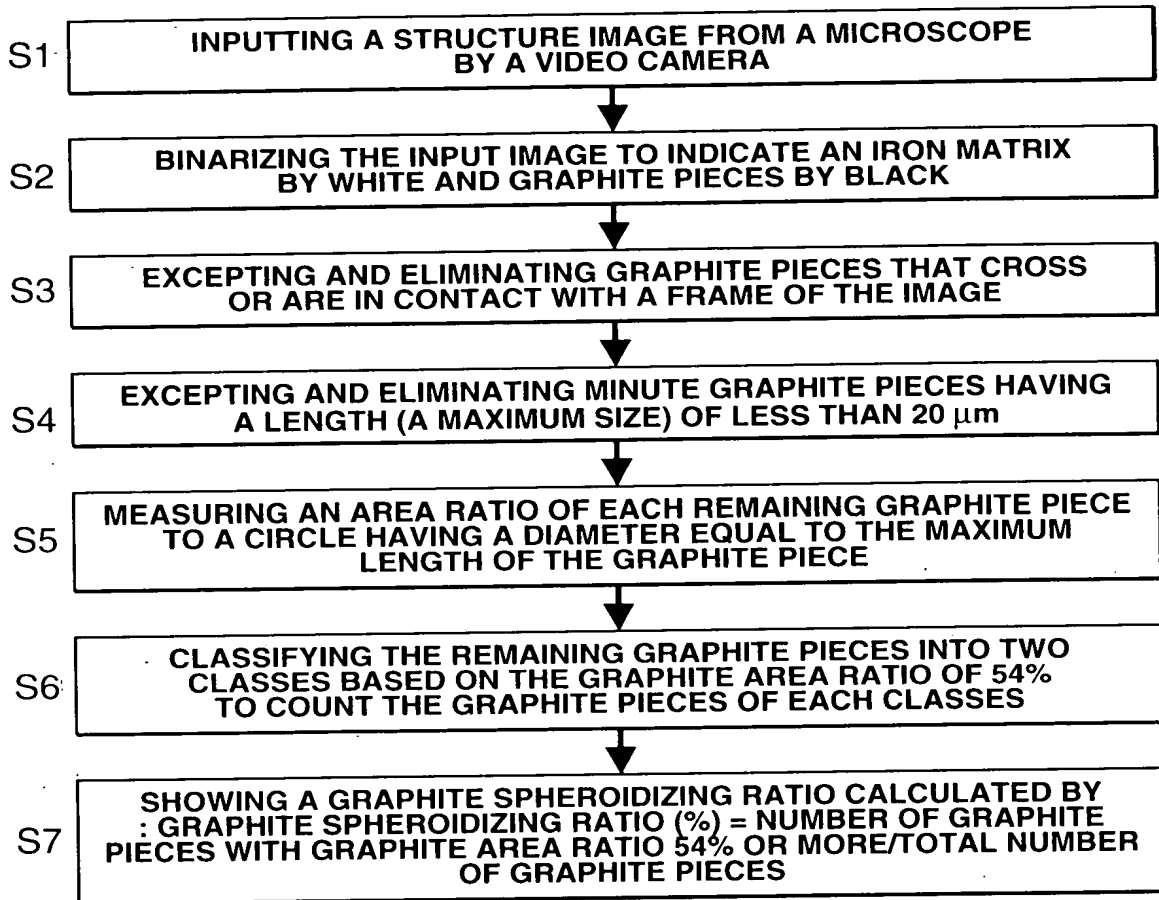 S1
INPUTTING A STRUCTURE IMAGE FROM A MICROSCOPE
BY A VIDEO CAMERA
S2
BINARIZING THE INPUT IMAGE TO INDICATE AN IRON MATRIX
BY WHITE AND GRAPHITE PIECES BY BLACK
S3
EXCEPTING AND ELIMINATING GRAPHITE PIECES THAT CROSS
OR ARE IN CONTACT WITH A FRAME OF THE IMAGE
S4
EXCEPTING AND ELIMINATING MINUTE GRAPHITE PIECES HAVING
A LENGTH (A MAXIMUM SIZE) OF LESS THAN 20 μm
S5
MEASURING AN AREA RATIO OF EACH REMAINING GRAPHITE PIECE
TO A CIRCLE HAVING A DIAMETER EQUAL TO THE MAXIMUM
LENGTH OF THE GRAPHITE PIECE
S6
CLASSIFYING THE REMAINING GRAPHITE PIECES INTO TWO
CLASSES BASED ON THE GRAPHITE AREA RATIO OF 54%
TO COUNT THE GRAPHITE PIECES OF EACH CLASSES
S7
SHOWING A GRAPHITE SPHEROIDIZING RATIO CALCULATED BY
: GRAPHITE SPHEROIDIZING RATIO (%) = NUMBER OF GRAPHITE
PIECES WITH GRAPHITE AREA RATIO 54% OR MORE/TOTAL NUMBER
OF GRAPHITE PIECES